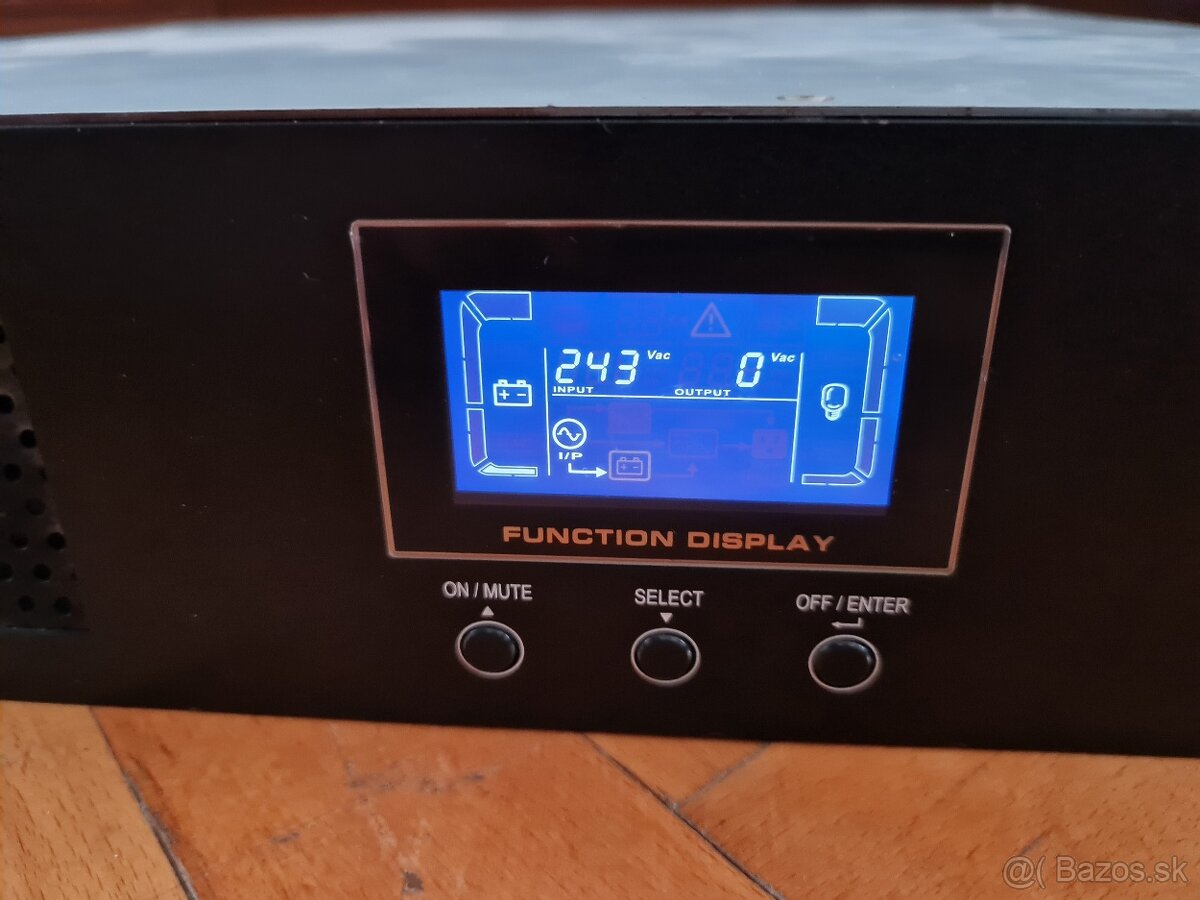 243 Vac 0 Vac
INPUT OUTPUT
I/P
FUNCTION DISPLAY
ON / MUTE SELECT OFF / ENTER
@( Bazos.sk